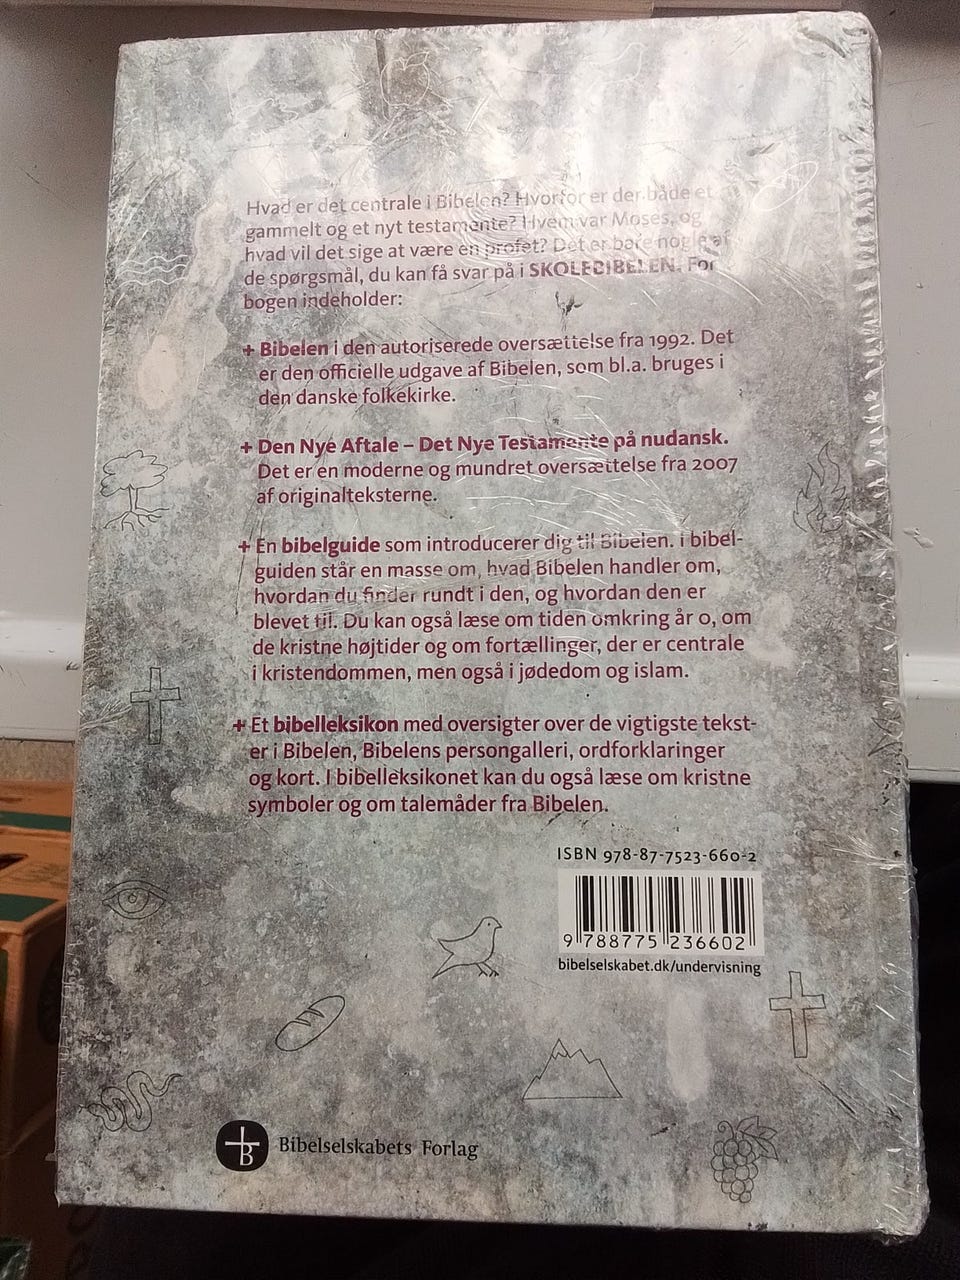 Hvad er det centrale i Bibelen? Hvorfor er der både et
gammelt og et nyt testamente? Hvem var Moses, og
hvad vil det sige at være en profet? Det er bare nogle af
de spørgsmål, du kan få svar på i SKOLEBIBELEN. For
bogen indeholder:
+ Bibelen i den autoriserede oversættelse fra 1992. Det
er den officielle udgave af Bibelen, som bl.a. bruges i
den danske folkekirke.
+ Den Nye Aftale – Det Nye Testamente på nudansk.
Det er en moderne og mundret oversættelse fra 2007
af originalteksterne.
+ En bibelguide som introducerer dig til Bibelen. I bibel-
guiden står en masse om, hvad Bibelen handler om,
hvordan du finder rundt i den, og hvordan den er
blevet til. Du kan også læse om tiden omkring år 0, om
de kristne højtider og om fortællinger, der er centrale
i kristendommen, men også i jødedom og islam.
+ Et bibelleksikon med oversigter over de vigtigste tekst-
er i Bibelen, Bibelens persongalleri, ordforklaringer
og kort. I bibelleksikonet kan du også læse om kristne
symboler og om talemåder fra Bibelen.
ISBN 978-87-7523-660-2
9 788775 236602
bibelselskabet.dk/undervisning
B Bibelselskabets Forlag